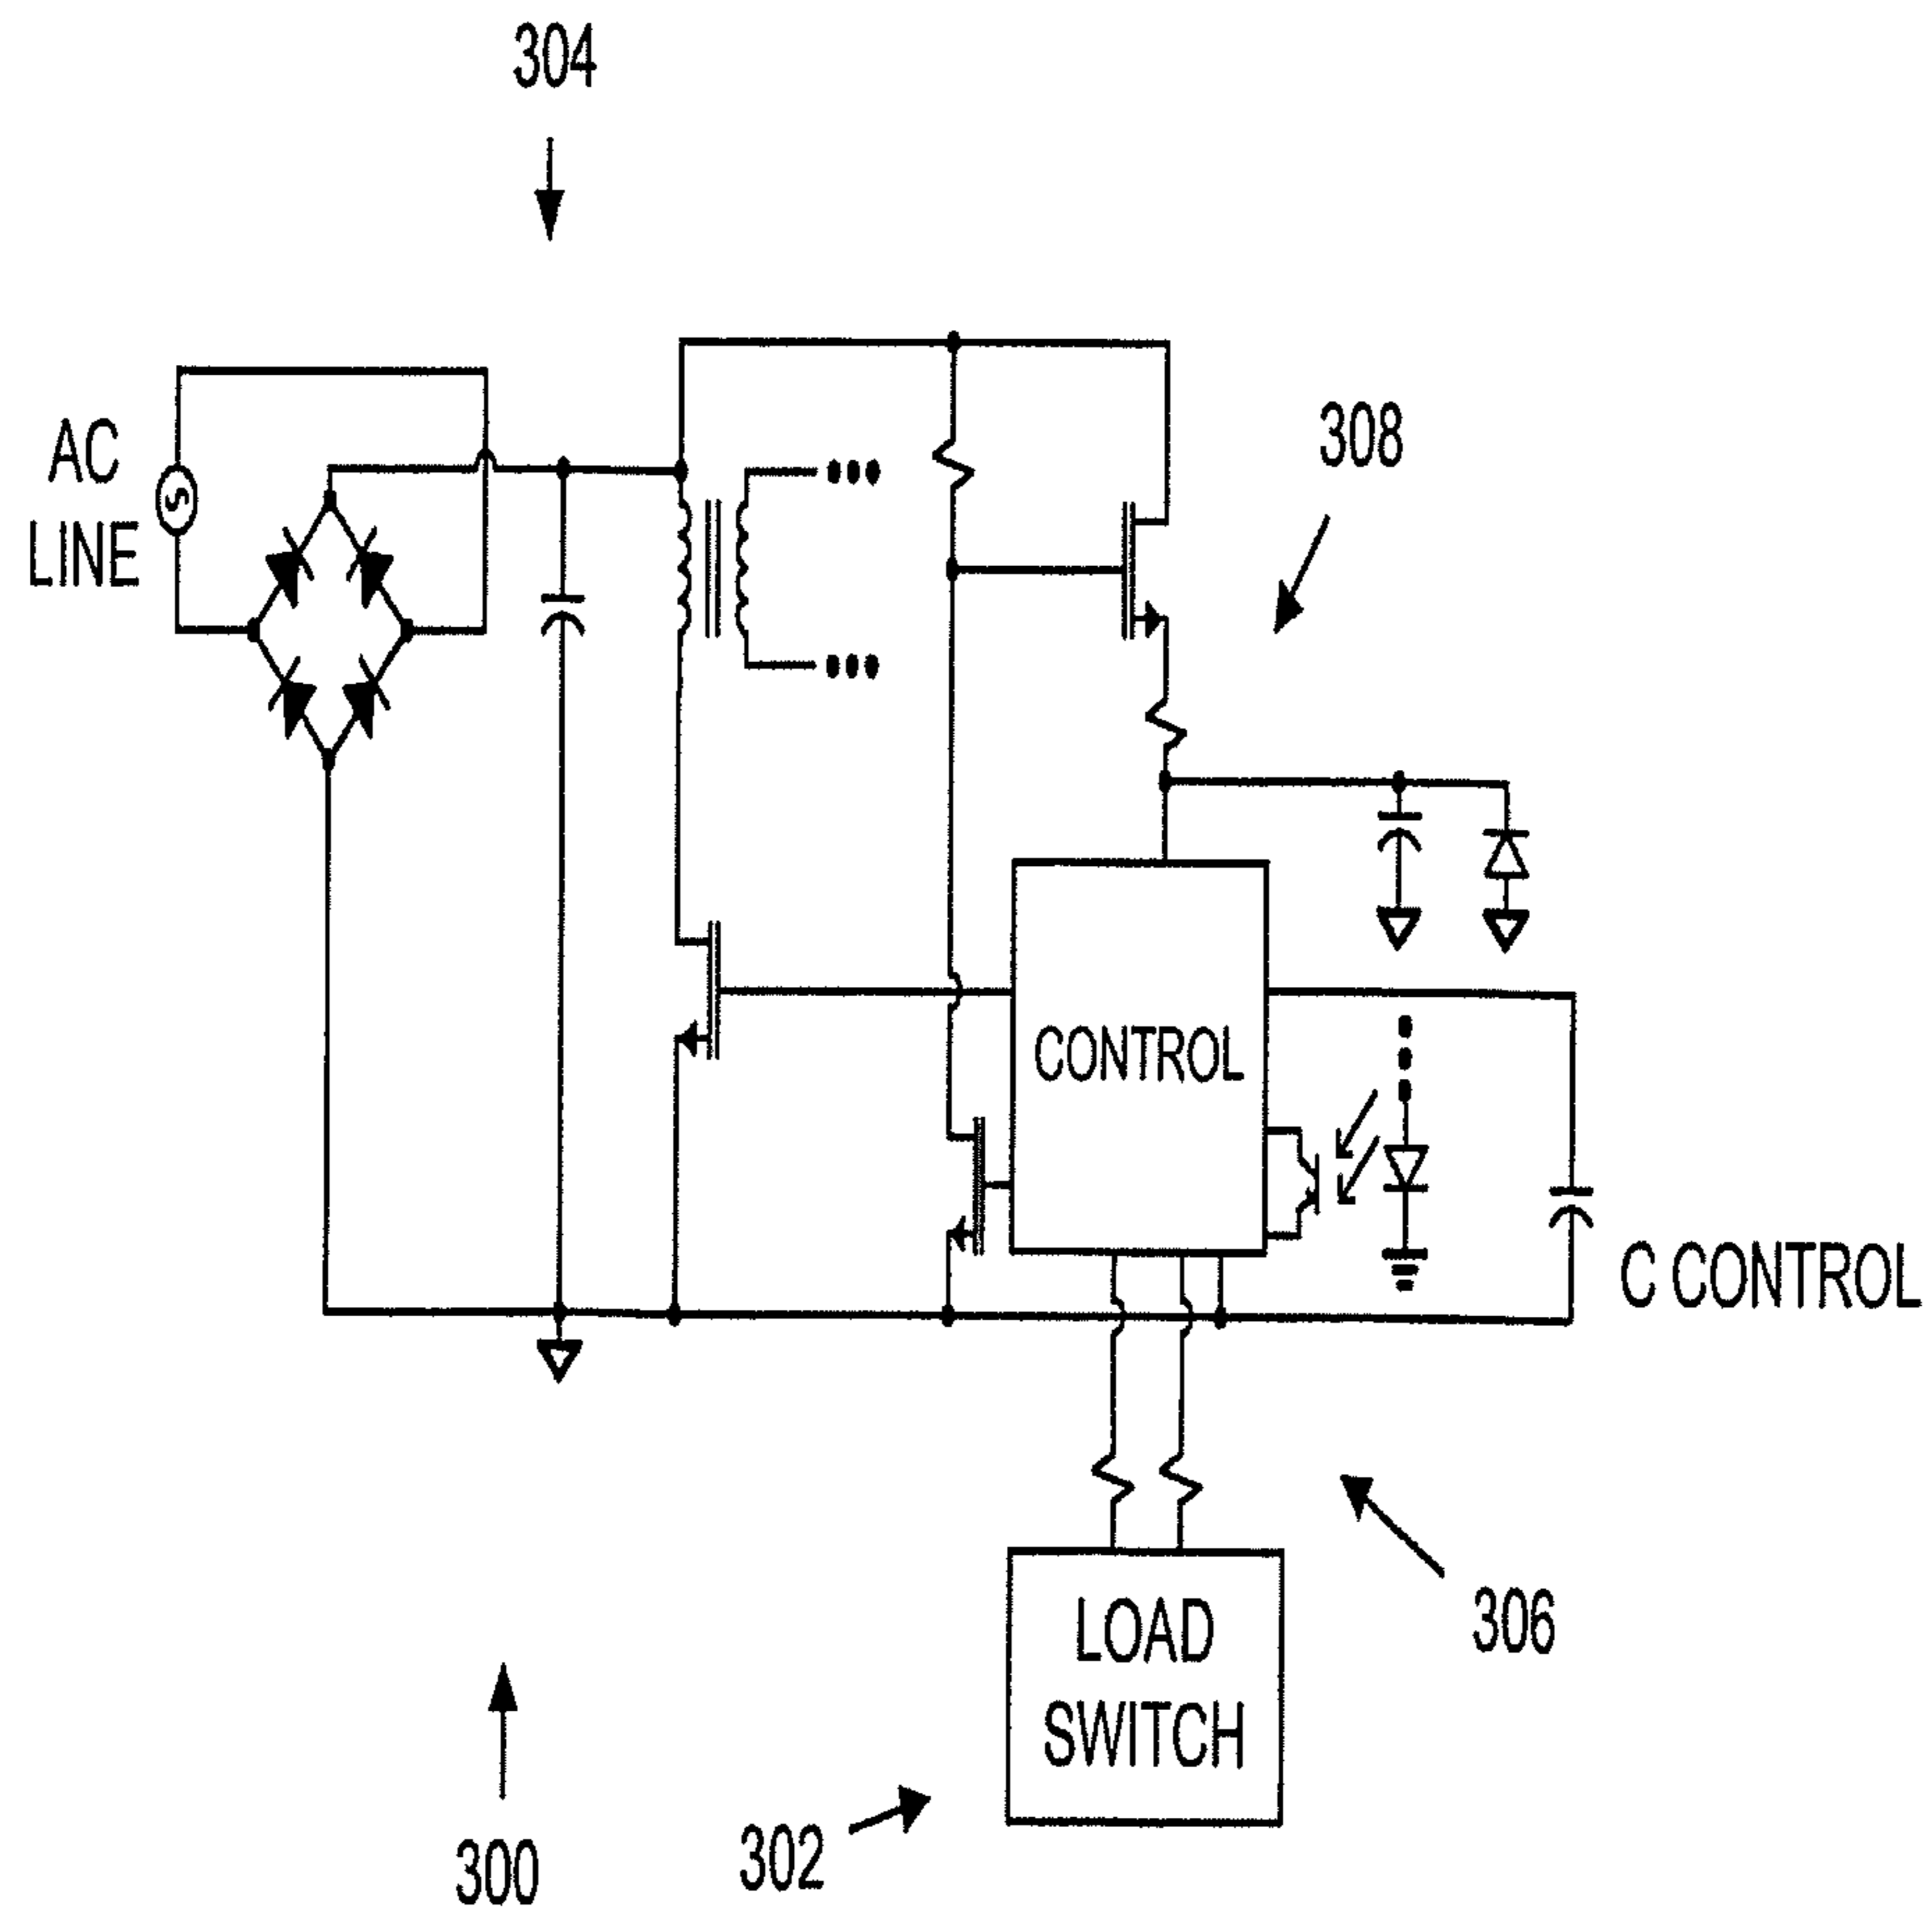 304
308
AC
LINE
CONTROL
C CONTROL
306
LOAD
SWITCH
302
300